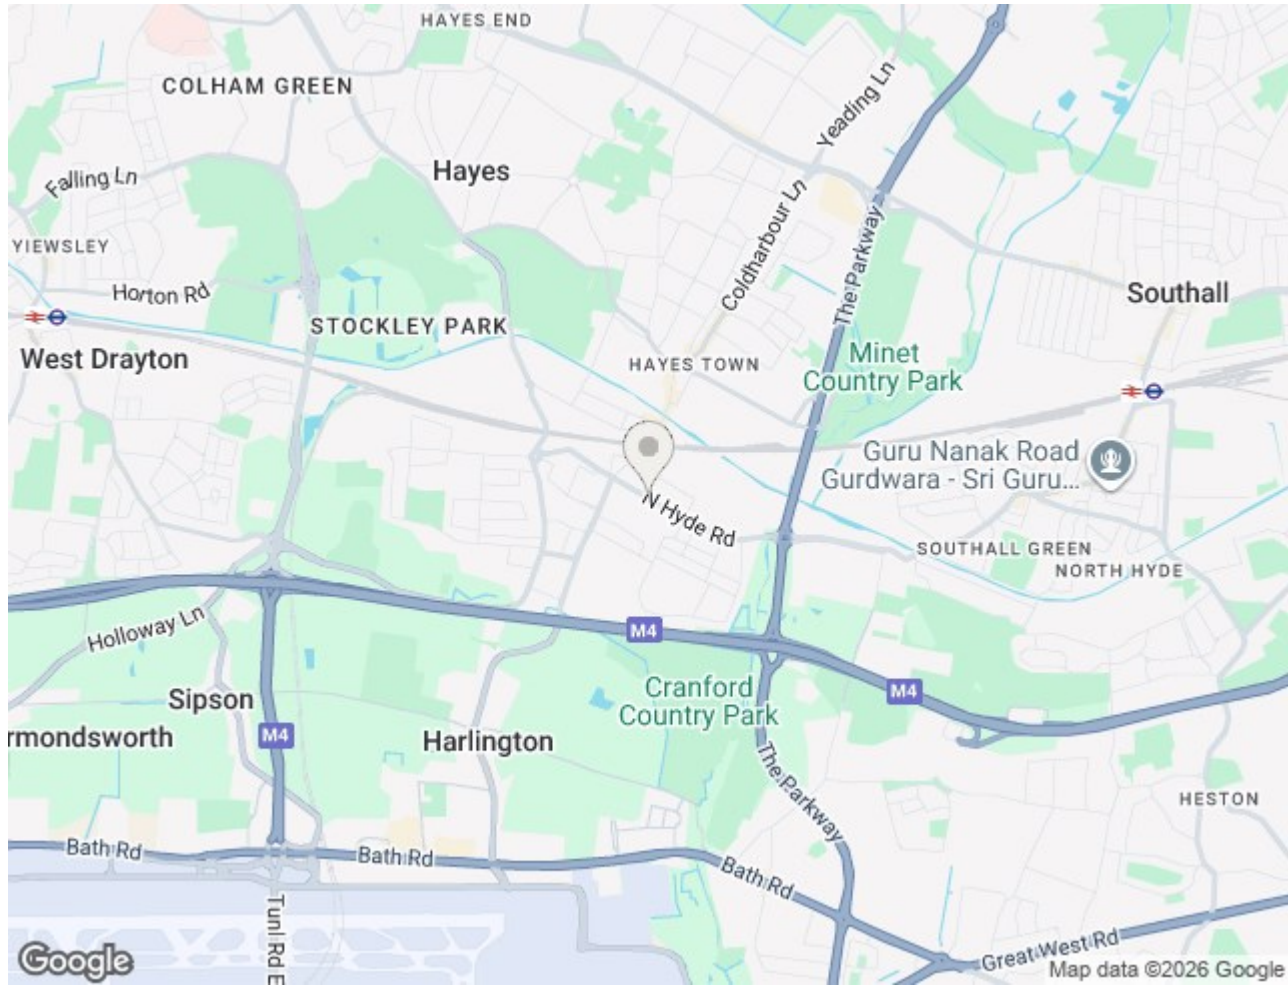 HAYES END
COLHAM GREEN
Yeading Ln
Falling Ln
Hayes
Coldharbour Ln
The Parkway
YIEWSLEY
Horton Rd
Southall
STOCKLEY PARK
West Drayton
HAYES TOWN
Minet
Country Park
Guru Nanak Road
Gurdwara - Sri Guru...
N Hyde Rd
SOUTHALL GREEN
NORTH HYDE
Holloway Ln
M4
Sipson
Cranford
Country Park
M4
rmondsworth
M4
Harlington
The Parkway
HESTON
Bath Rd
Bath Rd
Bath Rd
Tunl Rd E
Great West Rd
Google
Map data ©2026 Google